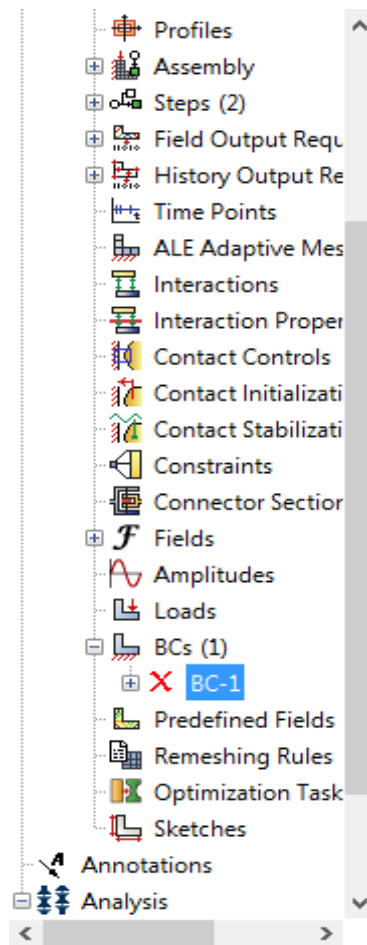 Profiles
Assembly
Steps (2)
Field Output Requ
History Output Re
Time Points
ALE Adaptive Mes
Interactions
Interaction Proper
Contact Controls
Contact Initializati
Contact Stabilizati
Constraints
Connector Section
Fields
Amplitudes
Loads
BCs (1)
BC-1
Predefined Fields
Remeshing Rules
Optimization Task
Sketches
Annotations
Analysis